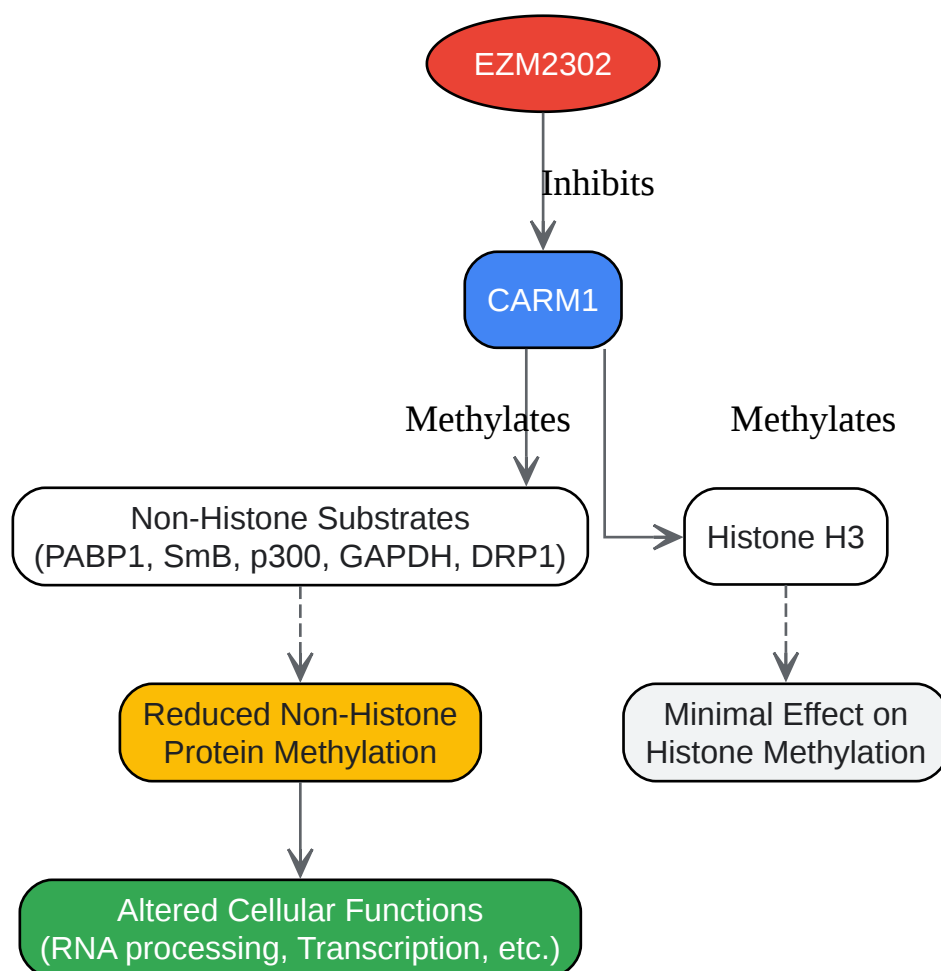 EZM2302
Inhibits
CARM1
Methylates
Methylates
Non-Histone Substrates
(PABP1, SmB, p300, GAPDH, DRP1)
Histone H3
Reduced Non-Histone
Protein Methylation
Minimal Effect on
Histone Methylation
Altered Cellular Functions
(RNA processing, Transcription, etc.)